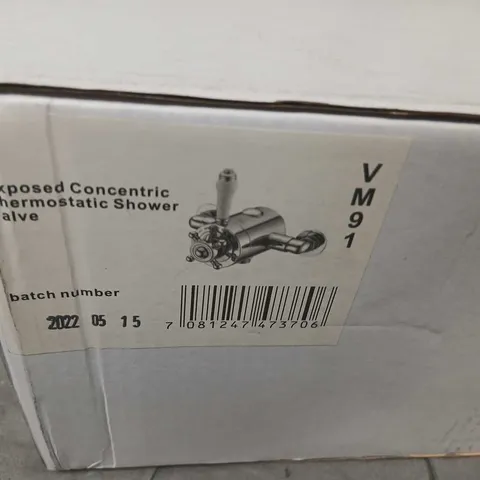 xposed Concentric
hermostatic Shower
alve
VM91
batch number
2022 05 15
7 081247 473706